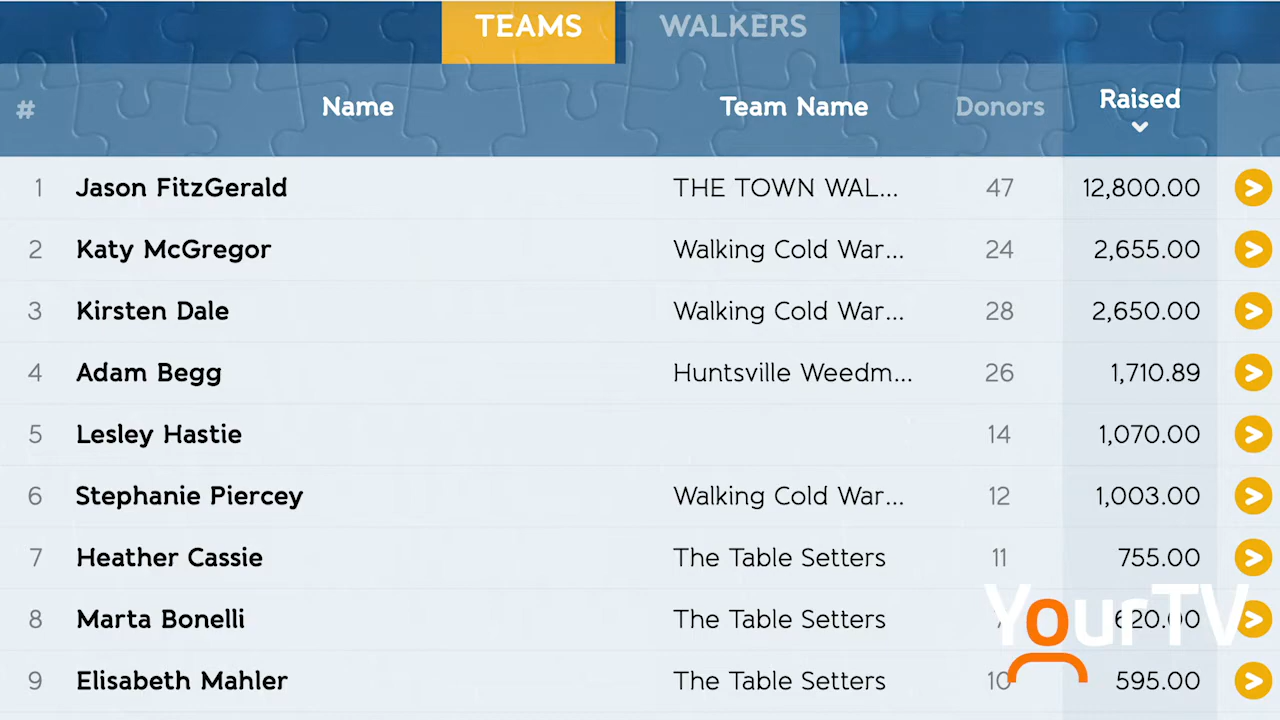 TEAMS WALKERS
# Name Team Name Donors Raised
1 Jason FitzGerald THE TOWN WAL... 47 12,800.00 >
2 Katy McGregor Walking Cold War... 24 2,655.00 >
3 Kirsten Dale Walking Cold War... 28 2,650.00 >
4 Adam Begg Huntsville Weedm... 26 1,710.89 >
5 Lesley Hastie 14 1,070.00 >
6 Stephanie Piercey Walking Cold War... 12 1,003.00 >
7 Heather Cassie The Table Setters 11 755.00 >
8 Marta Bonelli The Table Setters 620.00 >
YourTV
9 Elisabeth Mahler The Table Setters 10 595.00 >